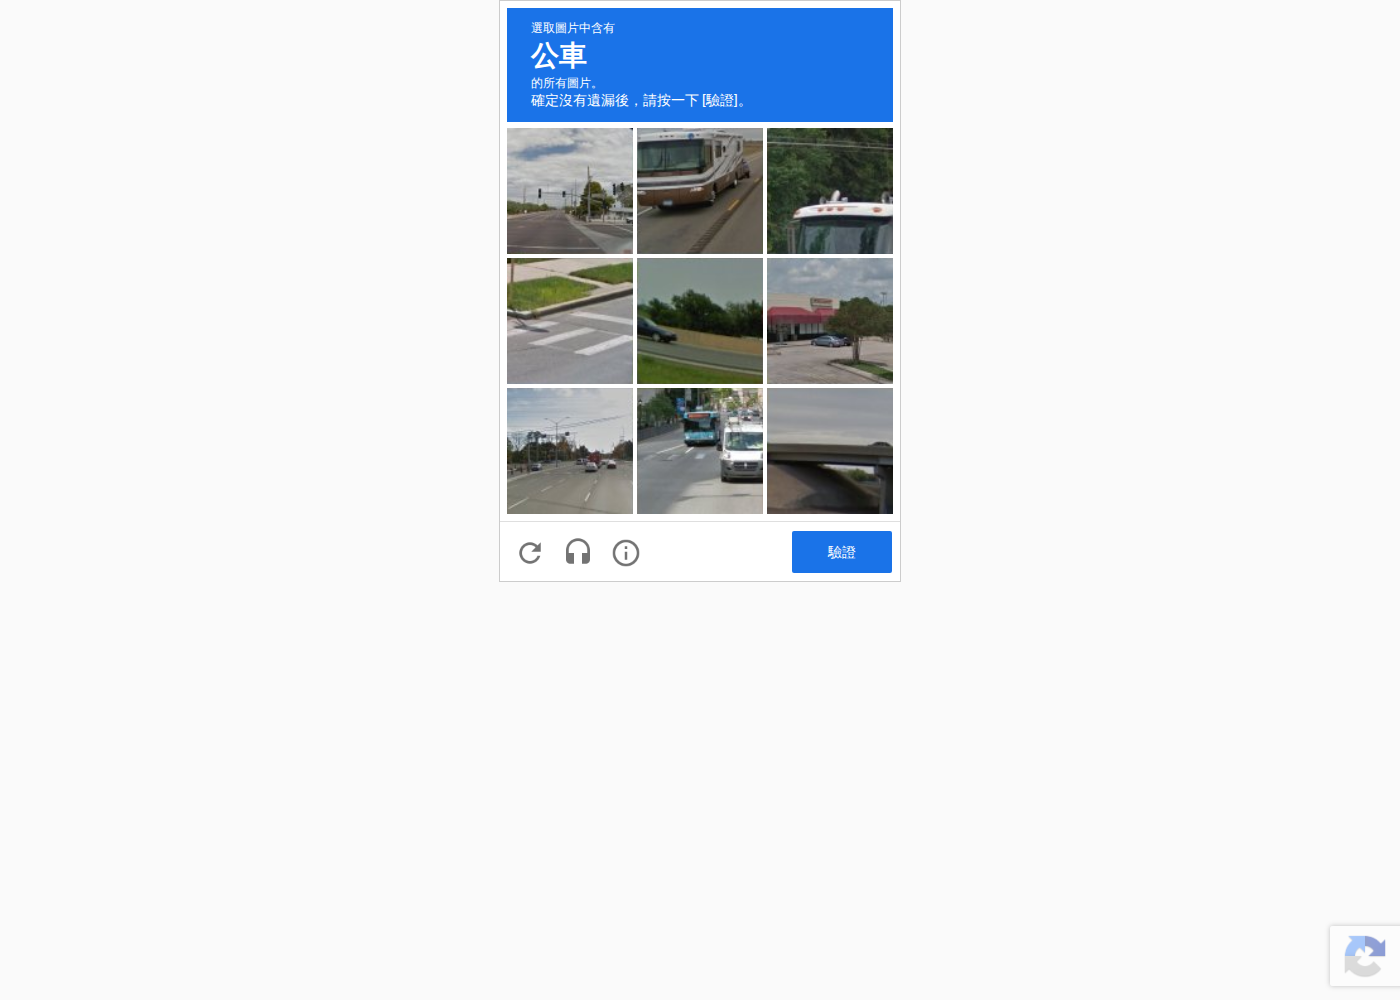 選取圖片中含有
公車
的所有圖片。
確定沒有遺漏後，請按一下 [驗證]。
驗證